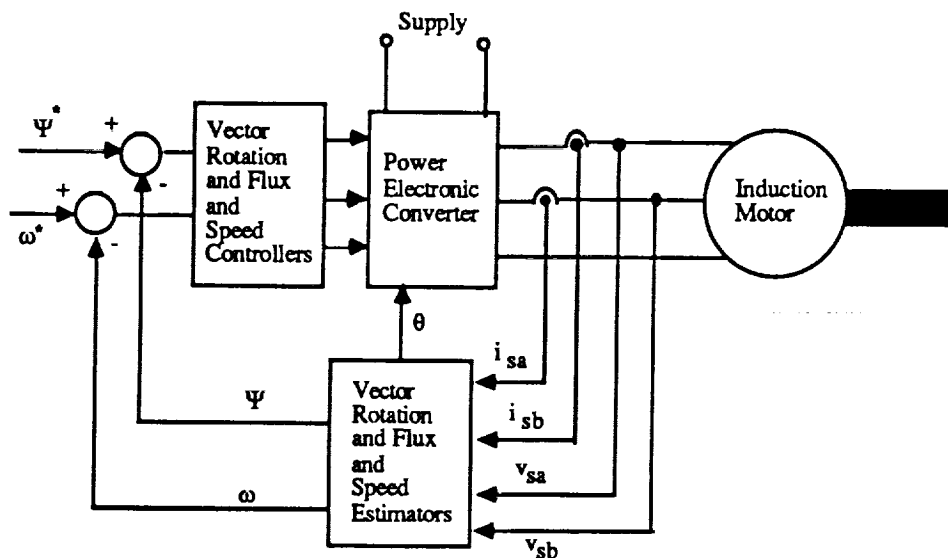 Supply
Ψ*
+
-
ω*
+
-
Vector
Rotation
and Flux
and
Speed
Controllers
Power
Electronic
Converter
Induction
Motor
θ
Ψ
ω
Vector
Rotation
and Flux
and
Speed
Estimators
i sa
i sb
v sa
v sb